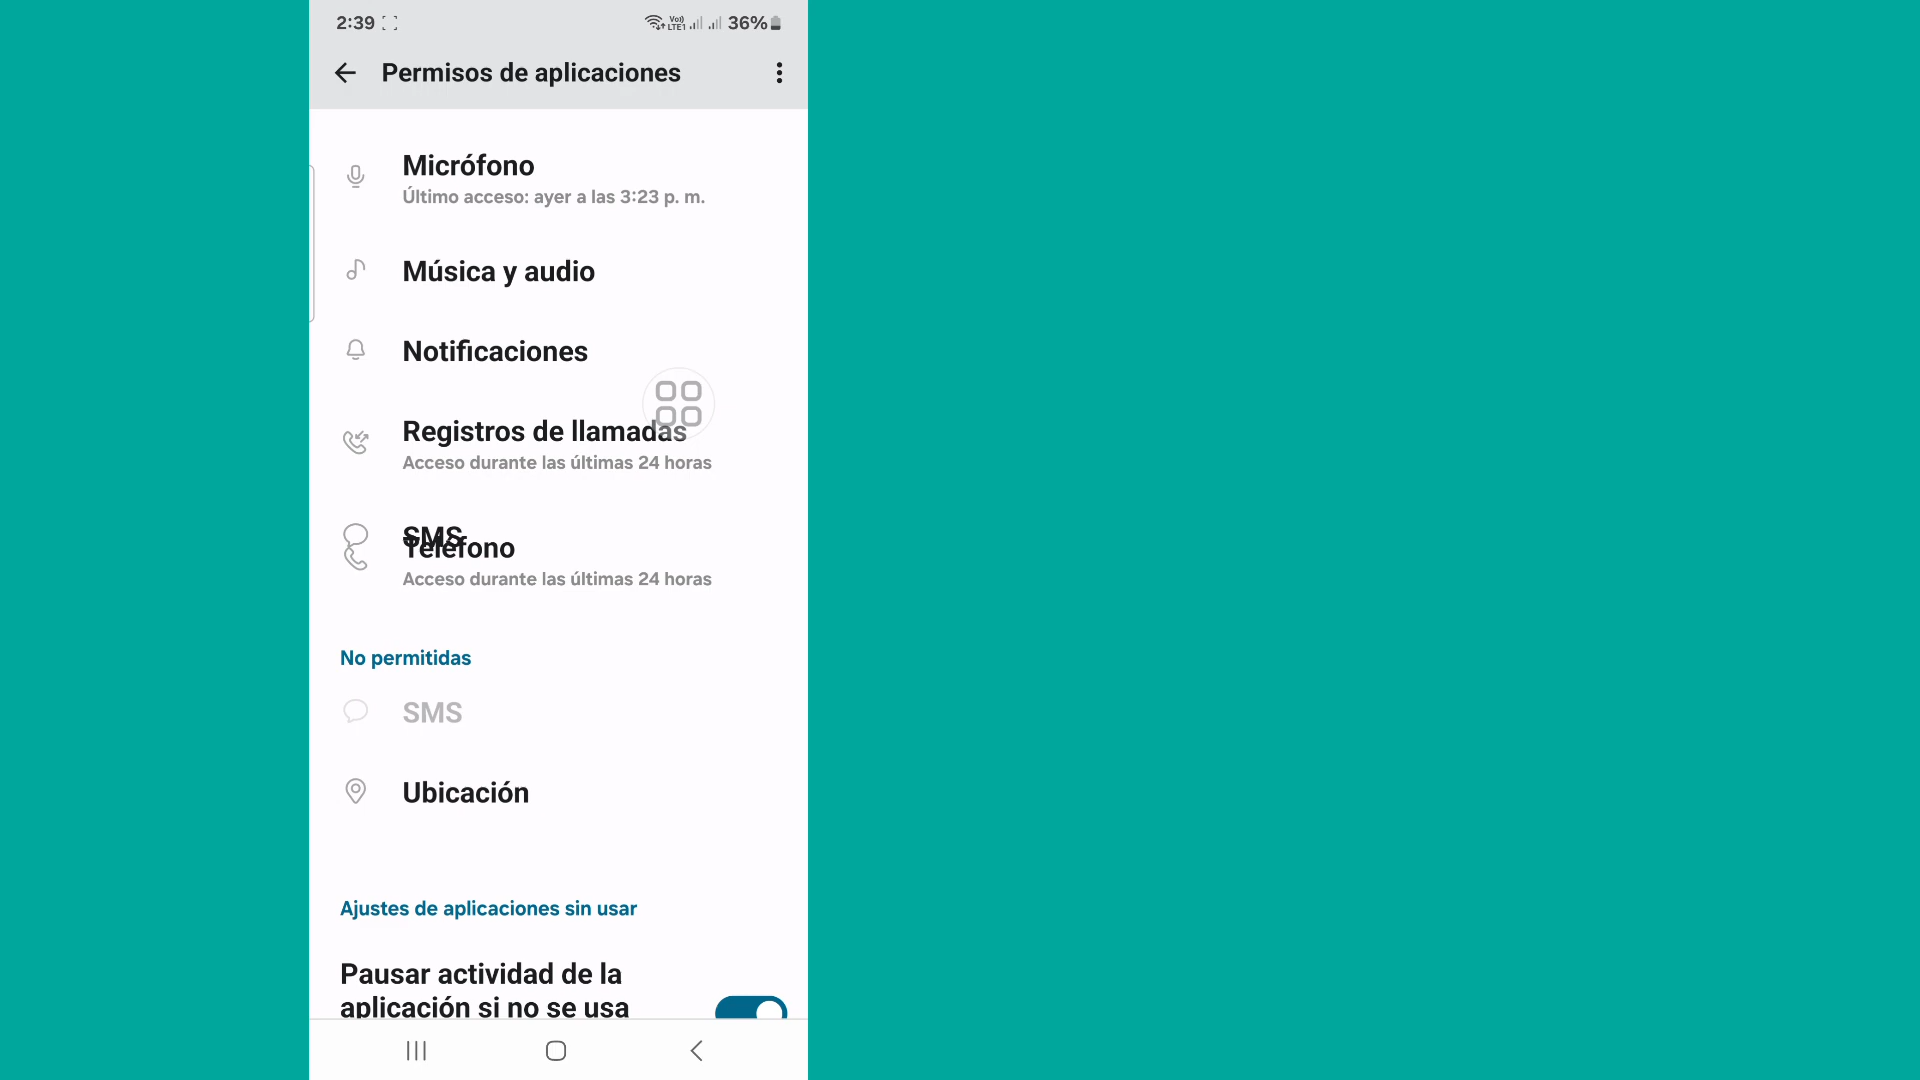 2:39
Vo))
LTE1
36%
Permisos de aplicaciones
Micrófono
Último acceso: ayer a las 3:23 p. m.
Música y audio
Notificaciones
Registros de llamadas
Acceso durante las últimas 24 horas
SMS
Teléfono
Acceso durante las últimas 24 horas
No permitidas
SMS
Ubicación
Ajustes de aplicaciones sin usar
Pausar actividad de la
aplicación si no se usa